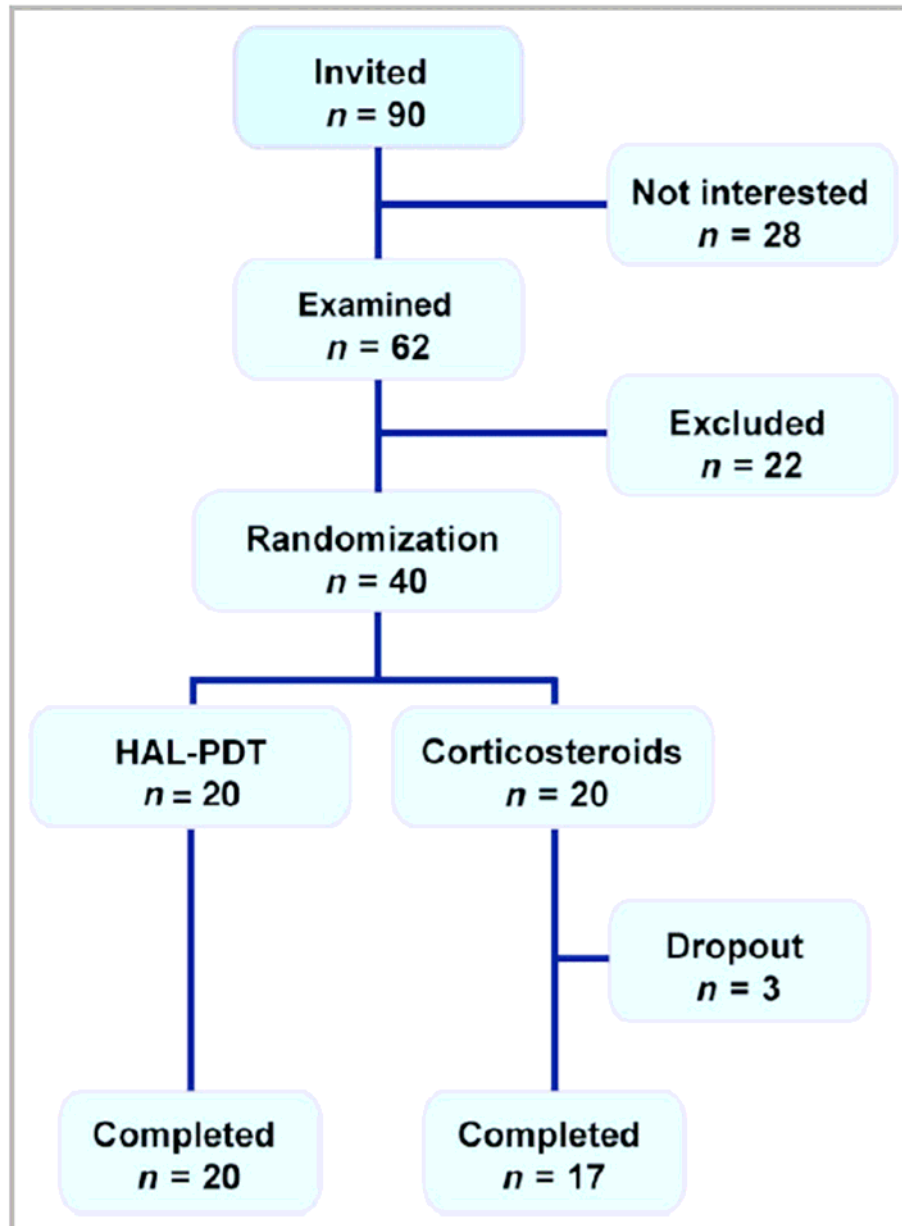 Invited
n = 90
Not interested
n = 28
Examined
n = 62
Excluded
n = 22
Randomization
n = 40
HAL-PDT
n = 20
Corticosteroids
n = 20
Dropout
n = 3
Completed
n = 20
Completed
n = 17